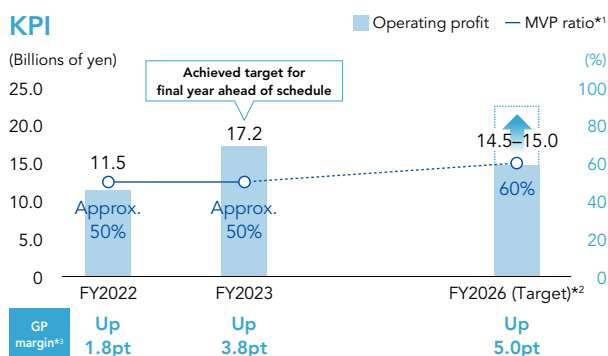 KPI
Operating profit
MVP ratio*1
(Billions of yen)
(%)
Achieved target for
final year ahead of schedule
25.0
20.0
15.0
10.0
5.0
0
100
80
60
40
20
0
11.5
17.2
14.5–15.0
Approx.
50%
Approx.
50%
60%
FY2022
FY2023
FY2026 (Target)*2
GP
margin*3
Up
1.8pt
Up
3.8pt
Up
5.0pt